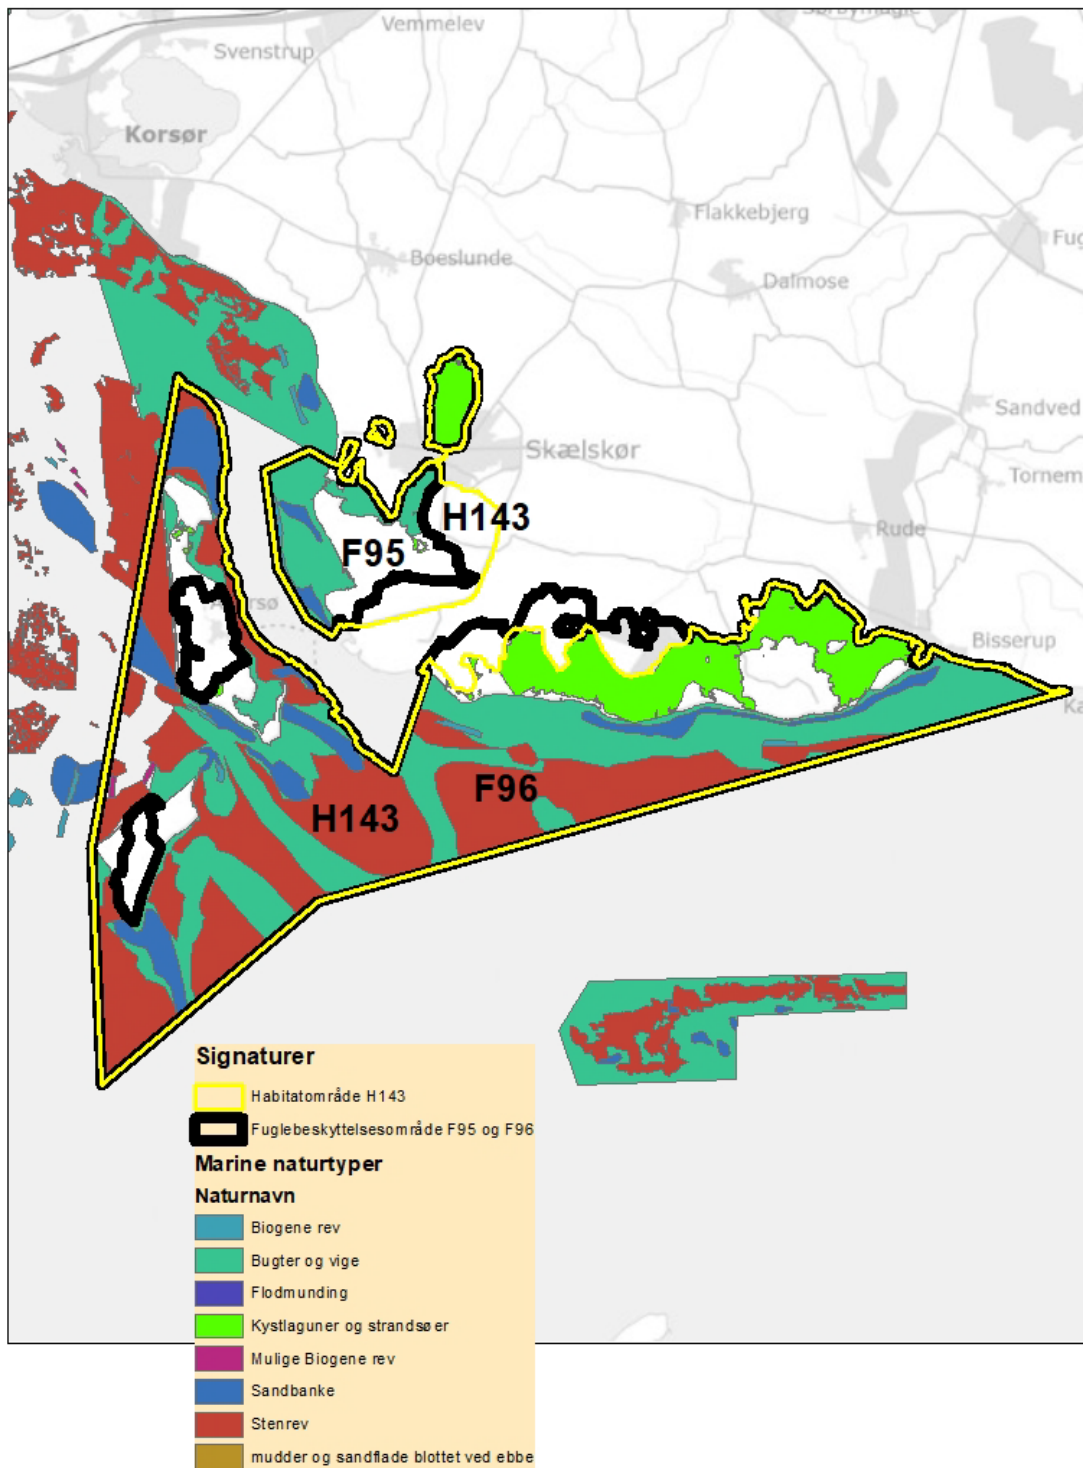 Vemmelev
Svenstrup
Korsør
Flakkebjerg
Fug
Boeslunde
Dalmose
Sandved
Skælskør
Tornem
H143
Rude
F95
Bisserup
Ka
F96
H143
Signaturer
Habitatområde H143
Fuglebeskyttelsesområde F95 og F96
Marine naturtyper
Naturnavn
Biogene rev
Bugter og vige
Flodmunding
Kystlaguner og strandsøer
Mulige Biogene rev
Sandbanke
Stenrev
mudder og sandflade blottet ved ebbe